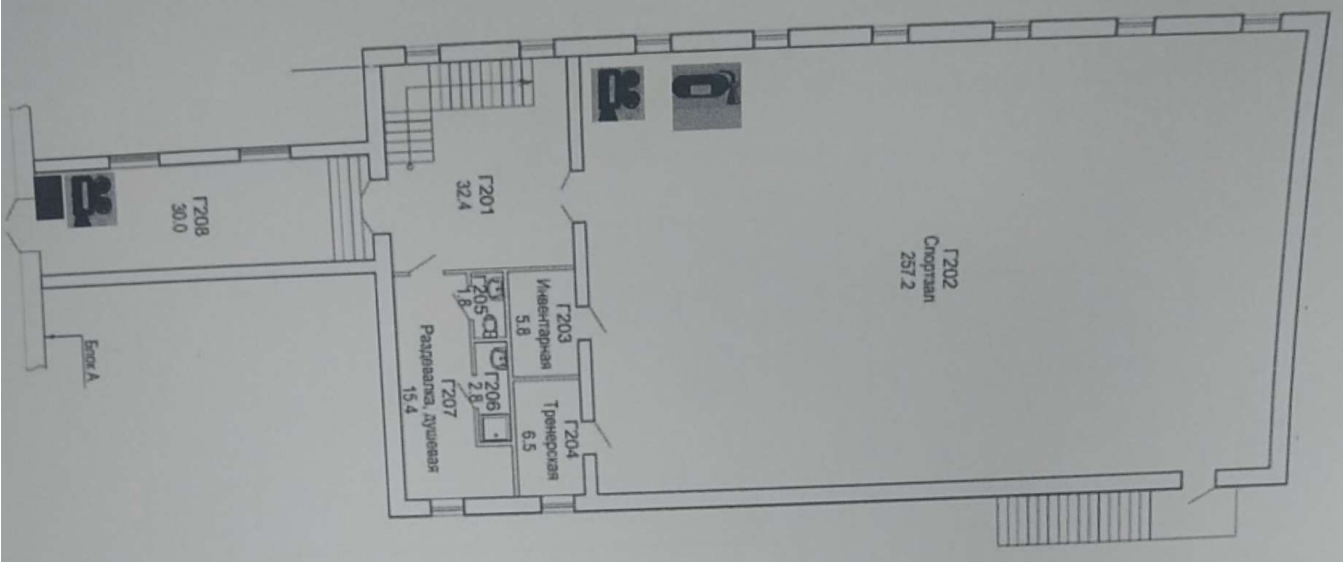 Г201
32.4
Г202
Спортзал
257.2
Г203
Инвентарная
5.8
Г204
Тренерская
6.5
Г205
1,8
Г206
2.8
Г207
Раздевалка, душевая
15.4
Г208
30.0
Блок А